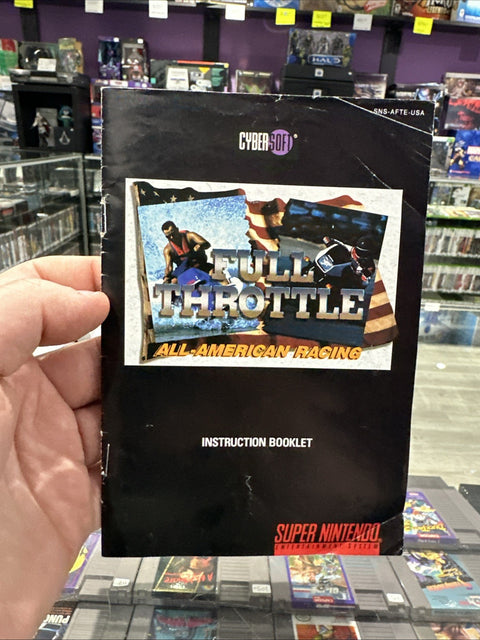 SNS-AFTE-USA
CYBERSOFT
FULL
THROTTLE
ALL-AMERICAN RACING
INSTRUCTION BOOKLET
SUPER NINTENDO
ENTERTAINMENT SYSTEM
HALO